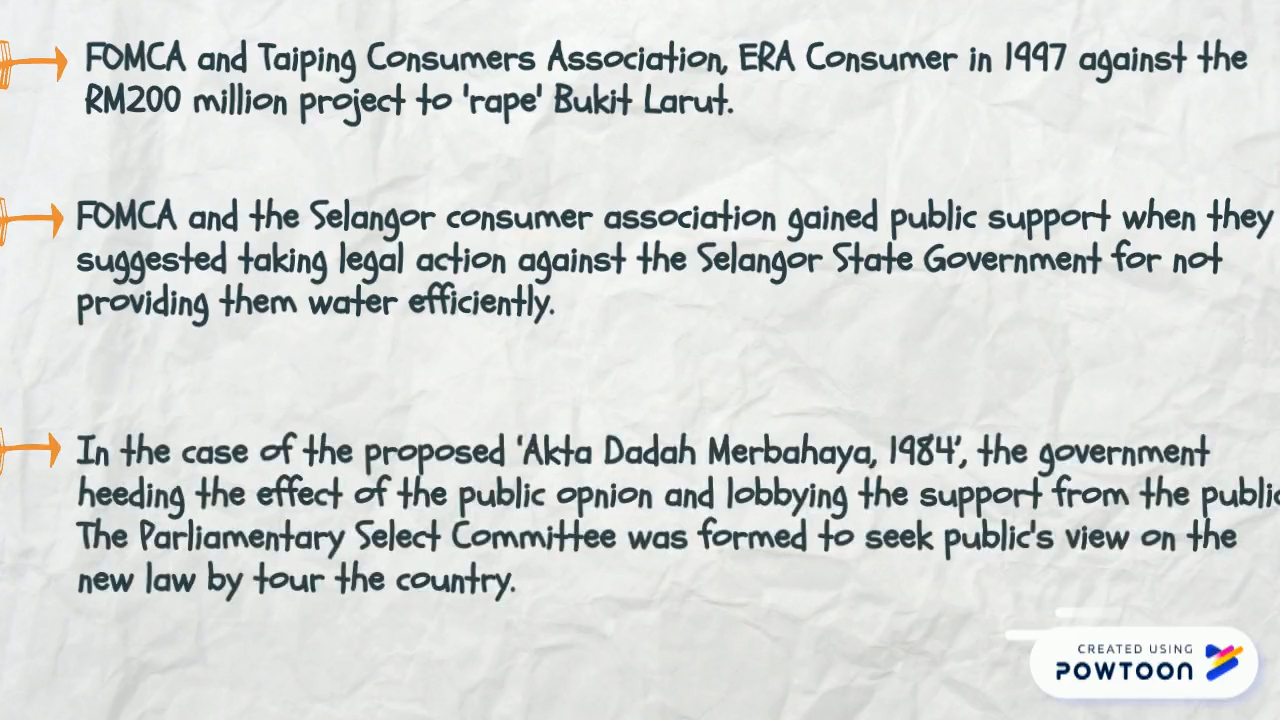 FOMCA and Taiping Consumers Association, ERA Consumer in 1997 against the
RM200 million project to 'rape' Bukit Larut.
FOMCA and the Selangor consumer association gained public support when they
suggested taking legal action against the Selangor State Government for not
providing them water efficiently.
In the case of the proposed 'Akta Dadah Merbahaya, 1984', the government
heeding the effect of the public opnion and lobbying the support from the public
The Parliamentary Select Committee was formed to seek public's view on the
new law by tour the country.
CREATED USING
POWTOON